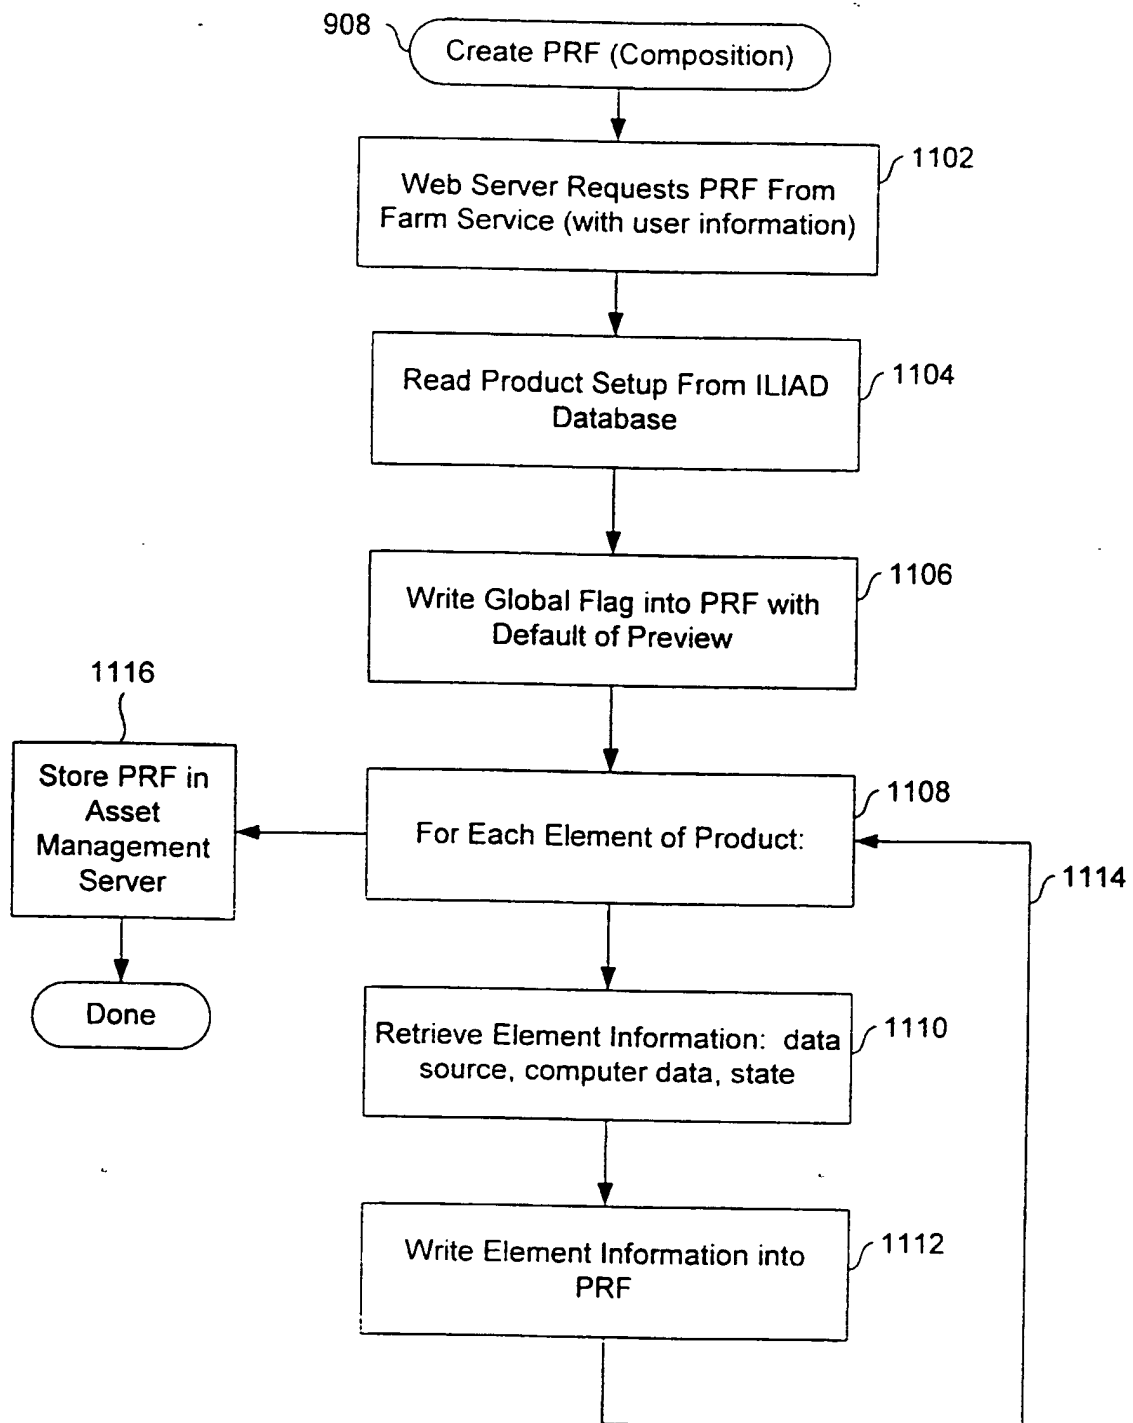 908
Create PRF (Composition)
1102
Web Server Requests PRF From
Farm Service (with user information)
1104
Read Product Setup From ILIAD
Database
1106
Write Global Flag into PRF with
Default of Preview
1116
Store PRF in
Asset
Management
Server
1108
For Each Element of Product:
1114
Done
1110
Retrieve Element Information: data
source, computer data, state
1112
Write Element Information into
PRF